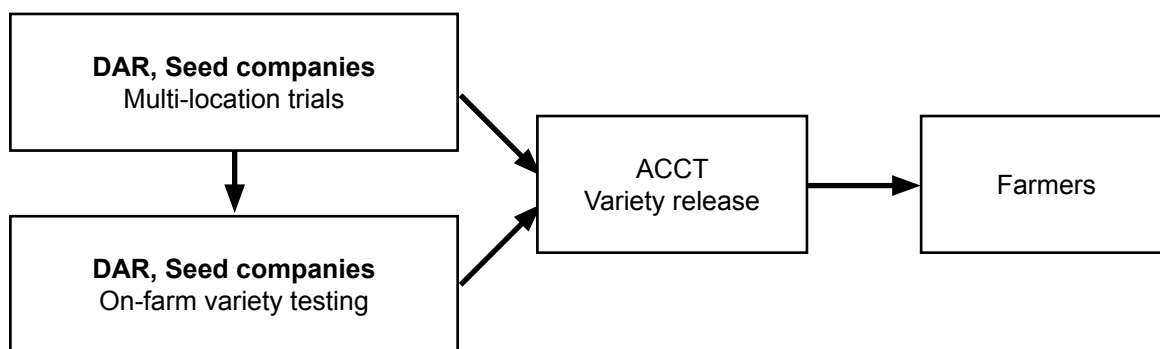 DAR, Seed companies
Multi-location trials
DAR, Seed companies
On-farm variety testing
ACCT
Variety release
Farmers